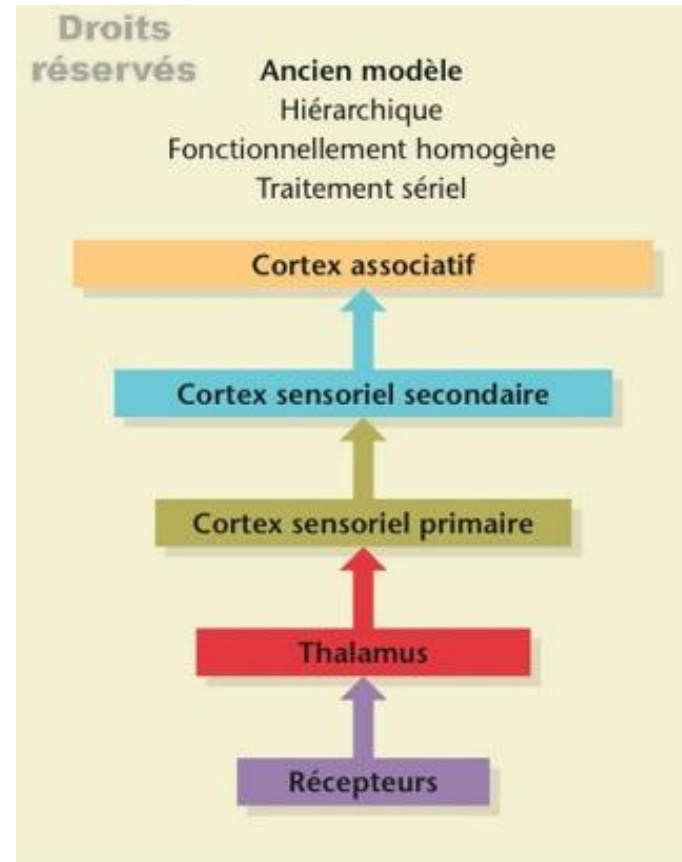 Droits
réservés
Ancien modèle
Hiérarchique
Fonctionnellement homogène
Traitement sériel
Cortex associatif
Cortex sensoriel secondaire
Cortex sensoriel primaire
Thalamus
Récepteurs